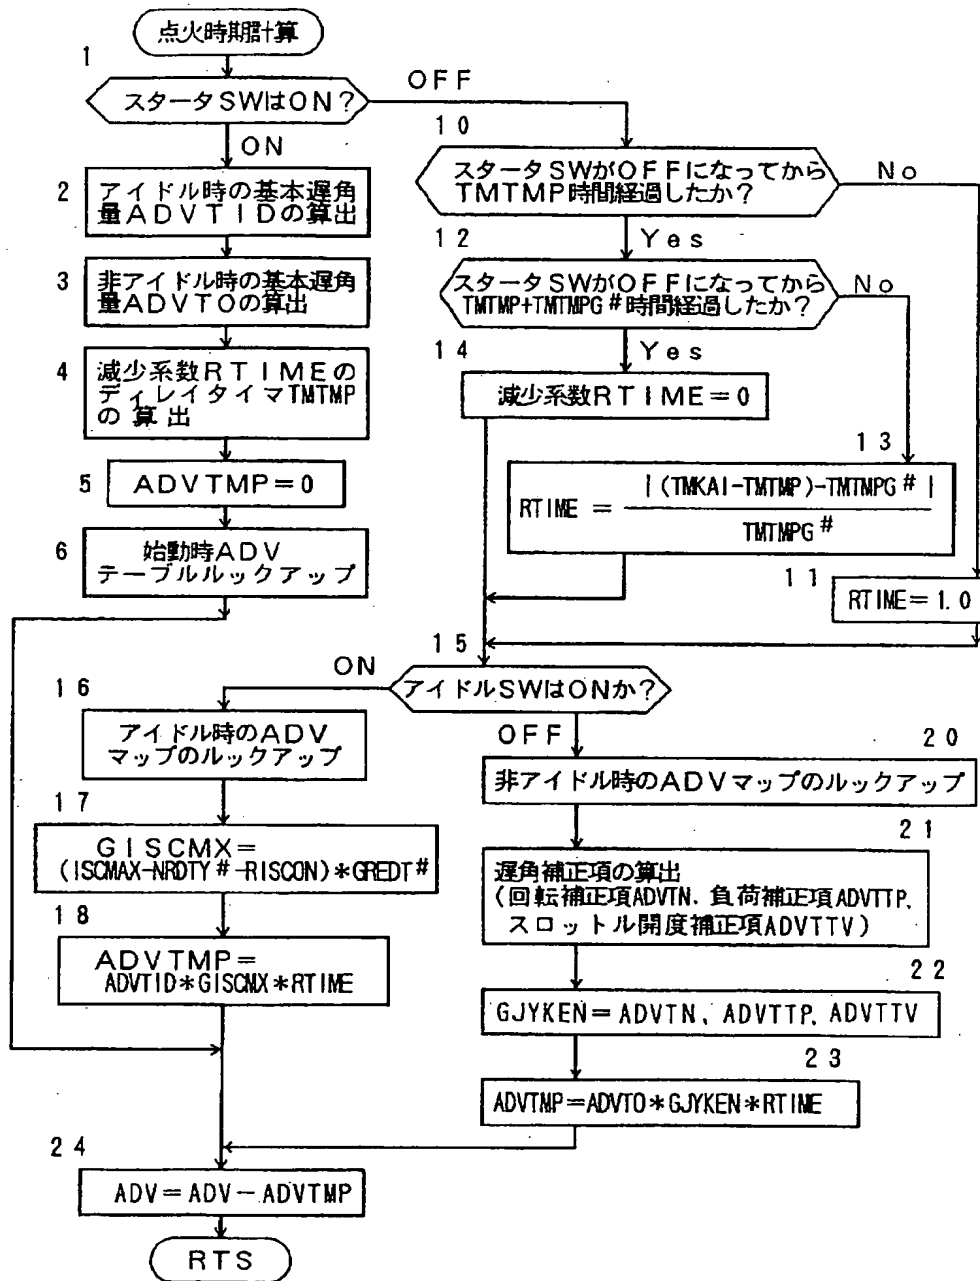 点火時期計算
1
スタータSWはON?
OFF
ON
2
アイドル時の基本遅角
量ADVTIDの算出
3
非アイドル時の基本遅角
量ADVTOの算出
4
減少系数RTIMEの
ディレイタイマTMTMP
の算出
5
ADVTMP=0
6
始動時ADV
テーブルルックアップ
10
スタータSWがOFFになってから
TMTMP時間経過したか?
No
12
Yes
スタータSWがOFFになってから
TMTMP+TMTMPG#時間経過したか?
No
14
Yes
減少系数RTIME=0
13
RTIME = |(TMKAI-TMTMP)-TMTMPG#|
TMTMPG#
11
RTIME=1.0
15
アイドルSWはONか?
ON
OFF
16
アイドル時のADV
マップのルックアップ
17
GISCMX=
(ISCMAX-NRDTY#-RISCON)*GREDT#
18
ADVTMP=
ADVTID*GISCMX*RTIME
20
非アイドル時のADVマップのルックアップ
21
遅角補正項の算出
(回転補正項ADVTN、負荷補正項ADVTTP、
スロットル開度補正項ADVTTV)
22
GJYKEN=ADVTN、ADVTTP、ADVTTV
23
ADVTMP=ADVTO*GJYKEN*RTIME
24
ADV=ADV-ADVTMP
RTS